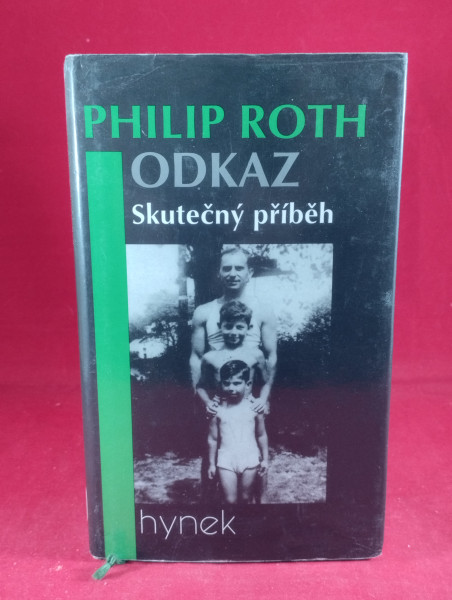 PHILIP ROTH
ODKAZ
Skutečný příběh
hynek